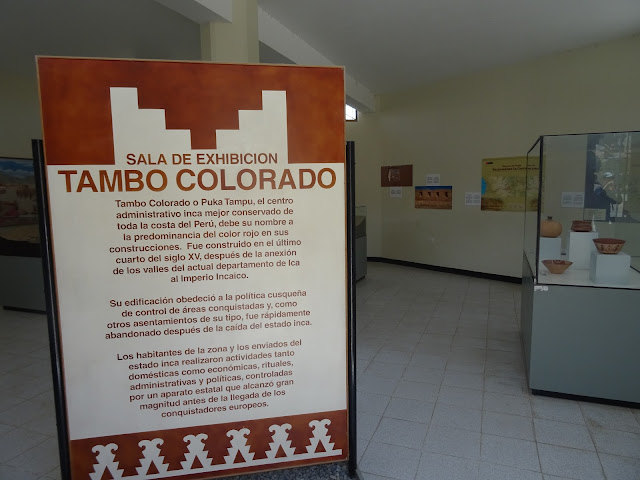 SALA DE EXHIBICION
TAMBO COLORADO
Tambo Colorado o Puka Tampu, el centro
administrativo inca mejor conservado de
toda la costa del Perú, debe su nombre a
la predominancia del color rojo en sus
construcciones. Fue construido en el último
cuarto del siglo XV, después de la anexión
de los valles del actual departamento de Ica
al Imperio Incaico.
Su edificación obedeció a la política cusqueña
de control de áreas conquistadas y, como
otros asentamientos de su tipo, fue rápidamente
abandonado después de la caída del estado inca.
Los habitantes de la zona y los enviados del
estado inca realizaron actividades tanto
domésticas como económicas, rituales,
administrativas y políticas, controladas
por un aparato estatal que alcanzó gran
magnitud antes de la llegada de los
conquistadores europeos.